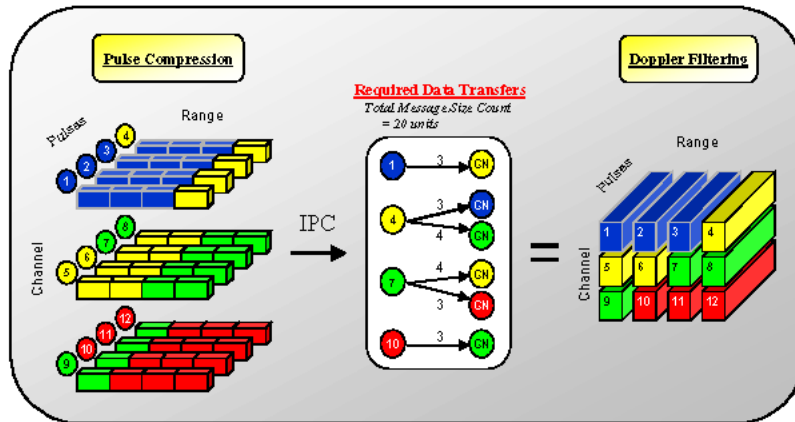 Pulse Compression
Doppler Filtering
Required Data Transfers
Total Message Size Count
= 20 units
Pulses
Range
1 2 3 4
Channel
5 6 7 8
9 10 11 12
IPC
1 3 CN
4 3 CN
4 CN
7 4 CN
3 CN
10 3 CN
=
Pulses
Range
Channel
1 2 3 4
5 6 7 8
9 10 11 12